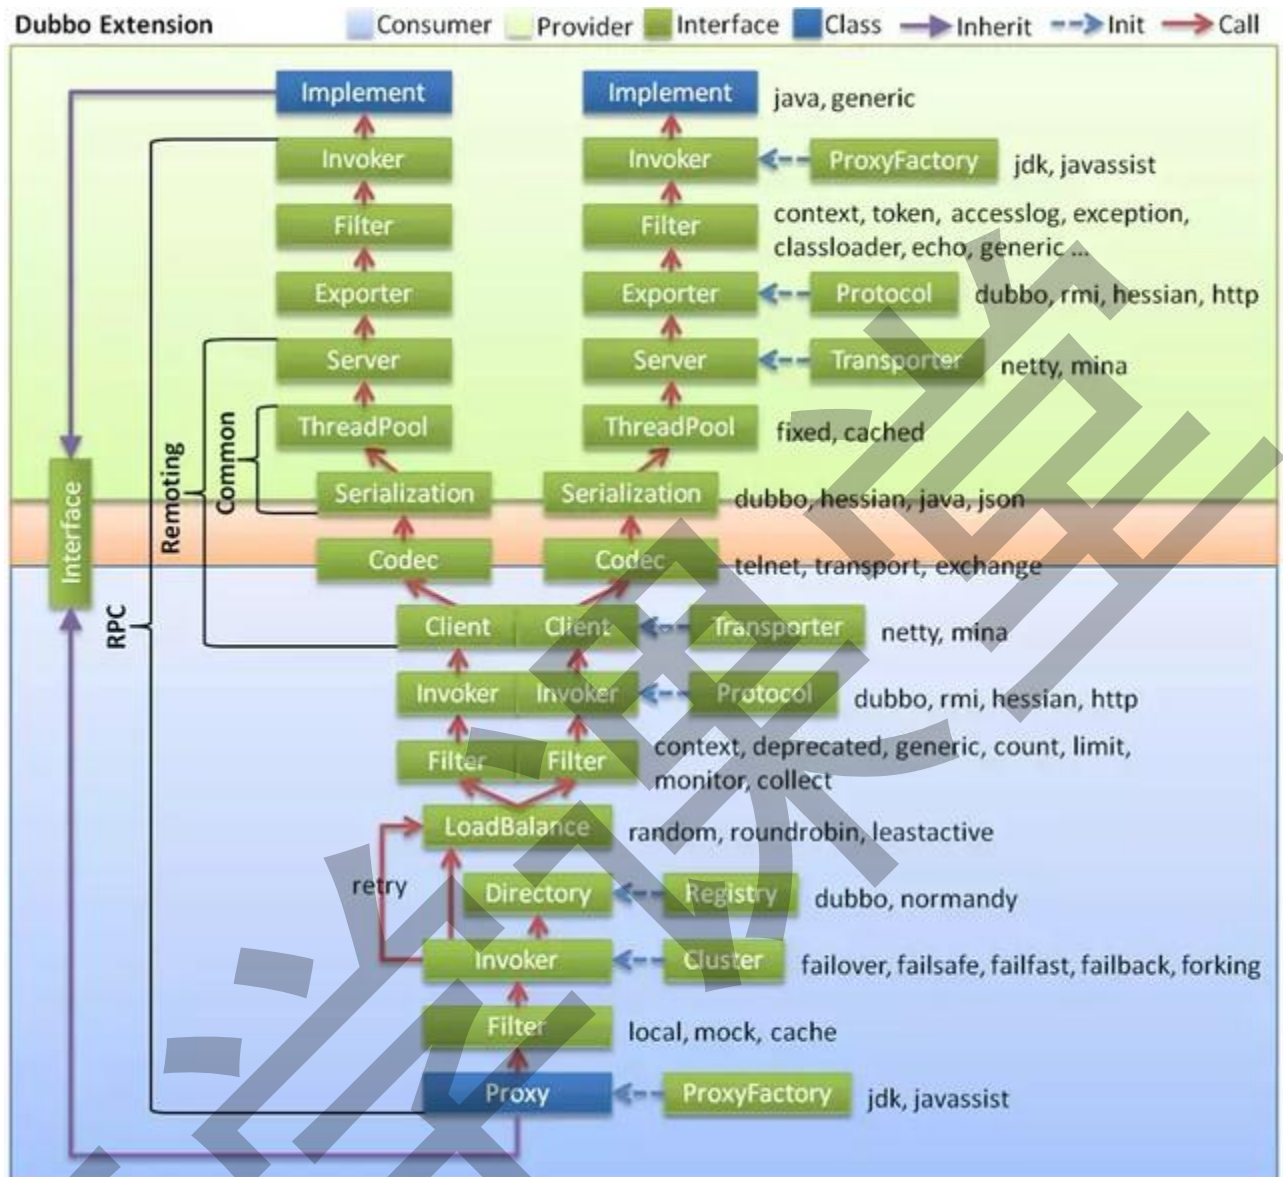 Dubbo Extension Consumer Provider Interface Class Inherit Init Call
Implement Implement java, generic
Invoker Invoker ProxyFactory jdk, javassist
Filter Filter context, token, accesslog, exception,
classloader, echo, generic ...
Exporter Exporter Protocol dubbo, rmi, hessian, http
Server Server Transporter netty, mina
ThreadPool ThreadPool fixed, cached
Common
Remoting
Serialization Serialization dubbo, hessian, java, json
Interface
Codec Codec telnet, transport, exchange
RPC
Client Client Transporter netty, mina
Invoker Invoker Protocol dubbo, rmi, hessian, http
Filter Filter context, deprecated, generic, count, limit,
monitor, collect
LoadBalance random, roundrobin, leastactive
retry
Directory Registry dubbo, normandy
Invoker Cluster failover, failsafe, failfast, failback, forking
Filter local, mock, cache
Proxy ProxyFactory jdk, javassist